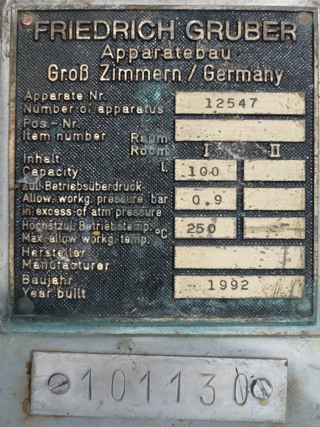 FRIEDRICH GRUBER
Apparatebau
Groß Zimmern / Germany
Apparate Nr.
Number of apparatus 12547
Pos - Nr.
Item number
Raum
Room I II
Inhalt
Capacity L 100
Zul. Betriebsüberdruck
Allow. workg. pressure bar 0.9
in excess of atm pressure
Höchstzul. Betriebstemp. °C 250
Max. allow workg. temp.
Hersteller
Manufacturer
Baujahr
Year built 1992
101130